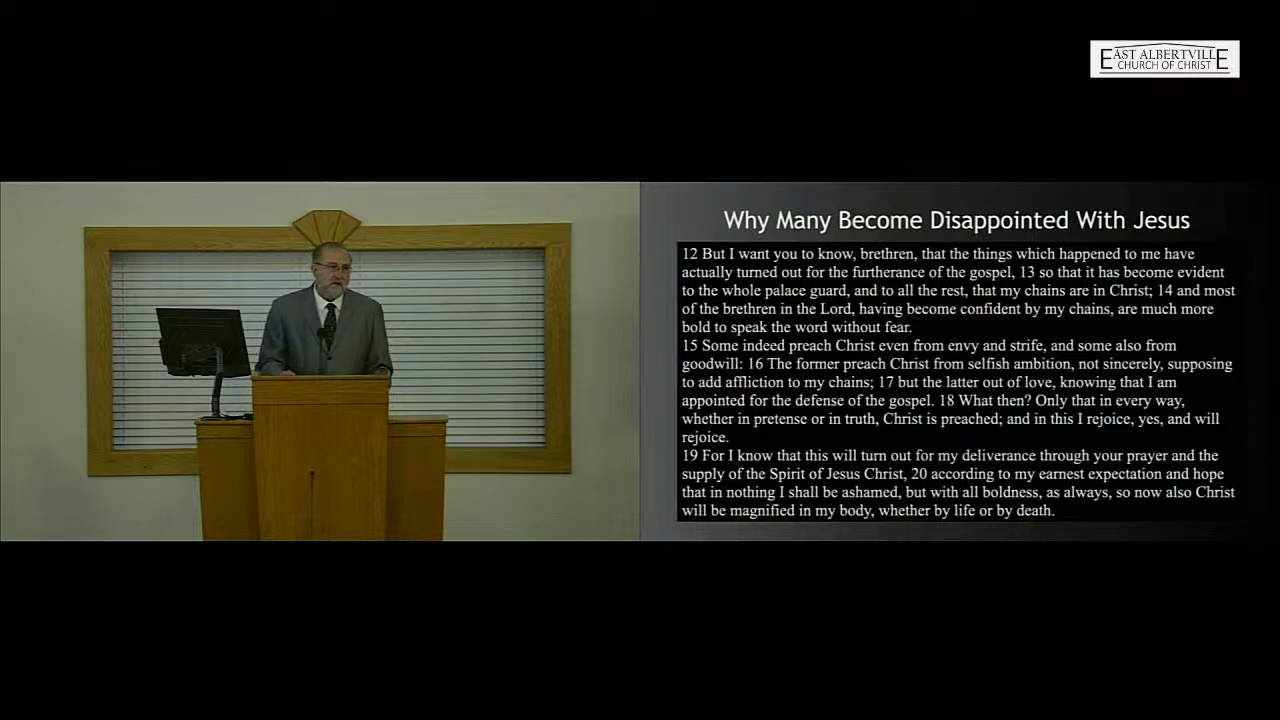 EAST ALBERTVILLE
CHURCH OF CHRIST
Why Many Become Disappointed With Jesus
12 But I want you to know, brethren, that the things which happened to me have
actually turned out for the furtherance of the gospel, 13 so that it has become evident
to the whole palace guard, and to all the rest, that my chains are in Christ; 14 and most
of the brethren in the Lord, having become confident by my chains, are much more
bold to speak the word without fear.
15 Some indeed preach Christ even from envy and strife, and some also from
goodwill: 16 The former preach Christ from selfish ambition, not sincerely, supposing
to add affliction to my chains; 17 but the latter out of love, knowing that I am
appointed for the defense of the gospel. 18 What then? Only that in every way,
whether in pretense or in truth, Christ is preached; and in this I rejoice, yes, and will
rejoice.
19 For I know that this will turn out for my deliverance through your prayer and the
supply of the Spirit of Jesus Christ, 20 according to my earnest expectation and hope
that in nothing I shall be ashamed, but with all boldness, as always, so now also Christ
will be magnified in my body, whether by life or by death.